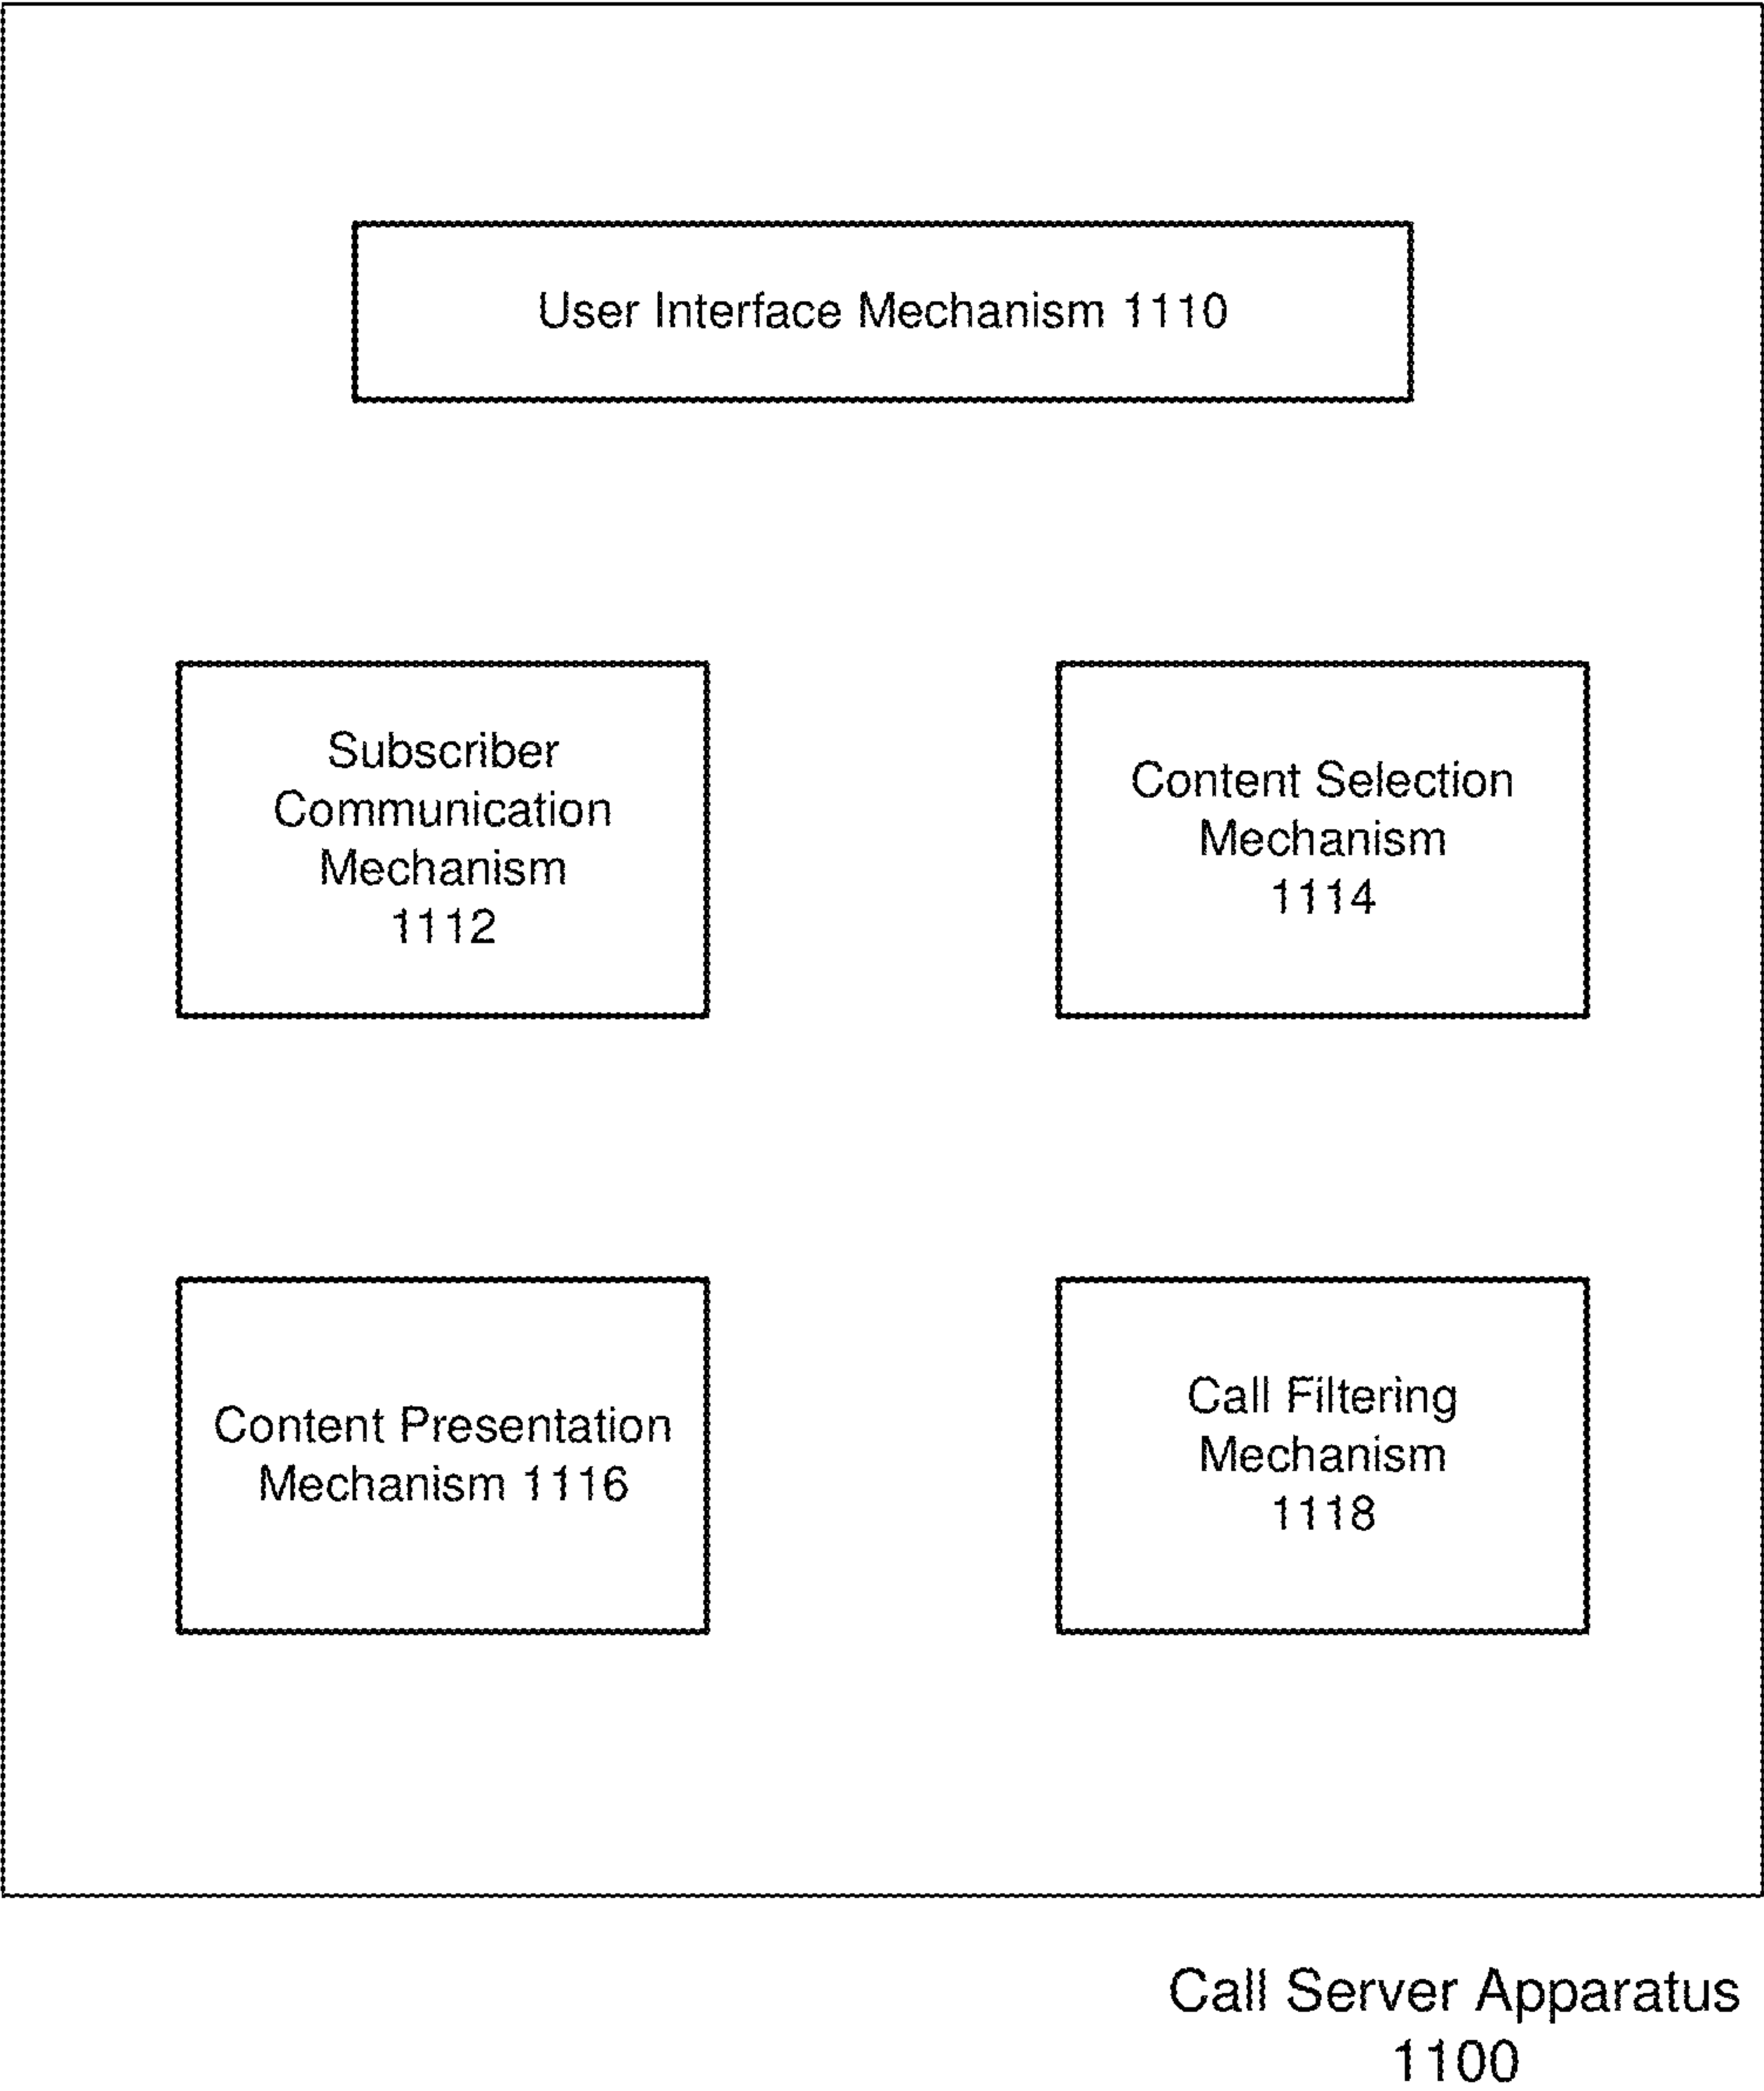 User Interface Mechanism 1110
Subscriber
Communication
Mechanism
1112
Content Selection
Mechanism
1114
Content Presentation
Mechanism 1116
Call Filtering
Mechanism
1118
Call Server Apparatus
1100